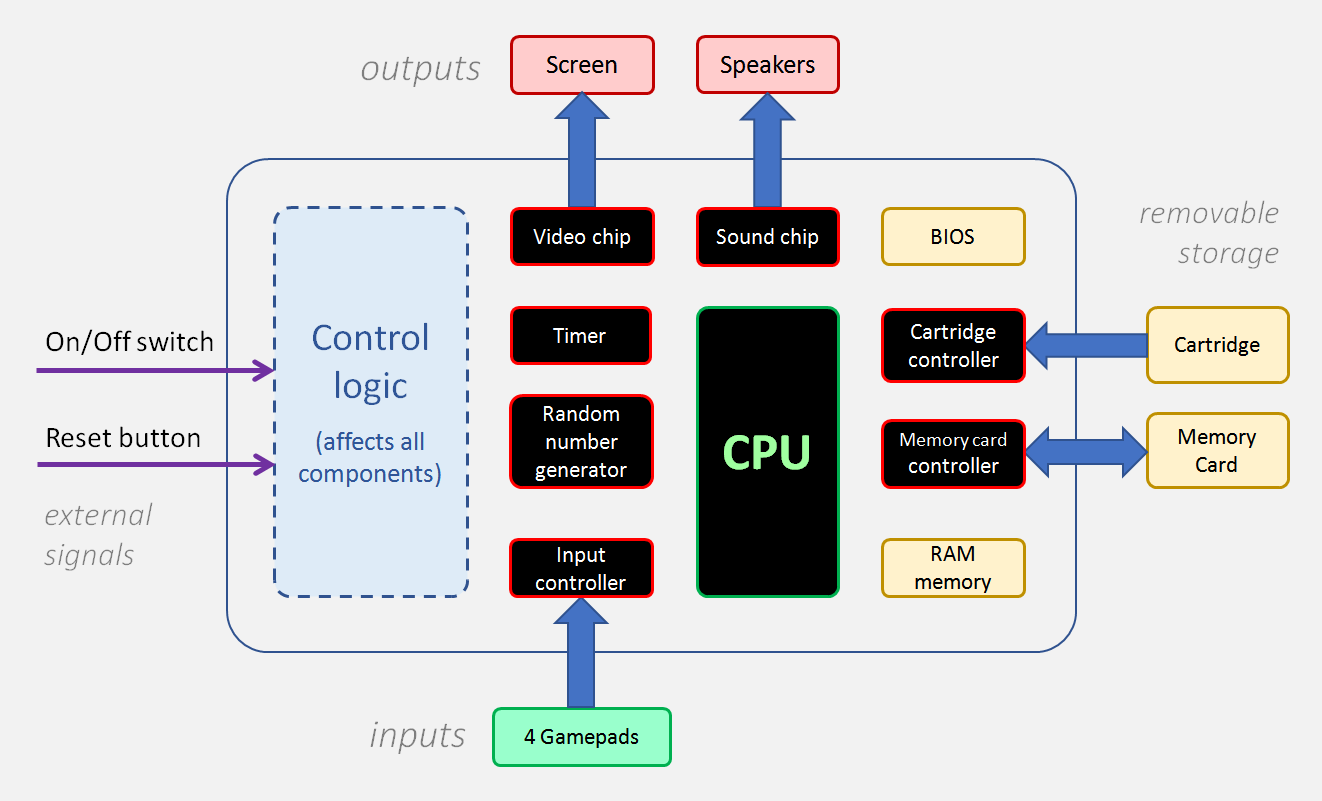 outputs
Screen
Speakers
Video chip
Sound chip
BIOS
removable
storage
On/Off switch
Reset button
external
signals
Control
logic
(affects all
components)
Timer
Random
number
generator
Input
controller
CPU
Cartridge
controller
Memory card
controller
RAM
memory
Cartridge
Memory
Card
inputs
4 Gamepads